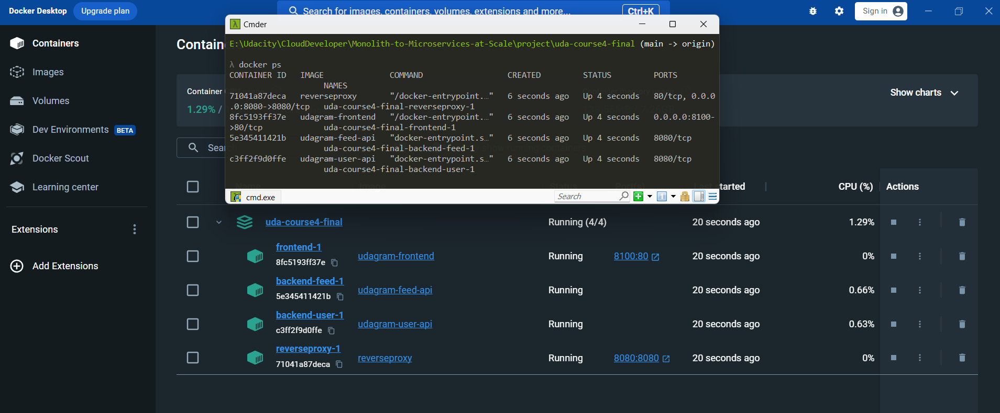 Docker Desktop
Upgrade plan
Search for images, containers, volumes, extensions and more...
Ctrl+K
Sign in
Cmder
Containers
Images
Volumes
Dev Environments
BETA
Docker Scout
Learning center
Extensions
Add Extensions
Contain
E:\Udacity\CloudDeveloper\Monolith-to-Microservices-at-Scale\project\uda-course4-final (main -> origin)
λ docker ps
CONTAINER ID IMAGE COMMAND CREATED STATUS PORTS
NAMES
71041a87deca reverseproxy "/docker-entrypoint.…" 6 seconds ago Up 4 seconds 80/tcp, 0.0.0
.0:8080->8080/tcp uda-course4-final-reverseproxy-1
8fc5193ff37e udagram-frontend "/docker-entrypoint.…" 6 seconds ago Up 4 seconds 0.0.0.0:8100-
>80/tcp uda-course4-final-frontend-1
5e345411421b udagram-feed-api "docker-entrypoint.s…" 6 seconds ago Up 4 seconds 8080/tcp
uda-course4-final-backend-feed-1
c3ff2f9d0ffe udagram-user-api "docker-entrypoint.s…" 6 seconds ago Up 4 seconds 8080/tcp
uda-course4-final-backend-user-1
cmd.exe
Search
Container
1.29% /
Show charts
Sear
Name Image Status Last started CPU (%) Actions
uda-course4-final Running (4/4) 20 seconds ago 1.29%
frontend-1
8fc5193ff37e
udagram-frontend Running 8100:80 20 seconds ago 0%
backend-feed-1
5e345411421b
udagram-feed-api Running 20 seconds ago 0.66%
backend-user-1
c3ff2f9d0ffe
udagram-user-api Running 20 seconds ago 0.63%
reverseproxy-1
71041a87deca
reverseproxy Running 8080:8080 20 seconds ago 0%